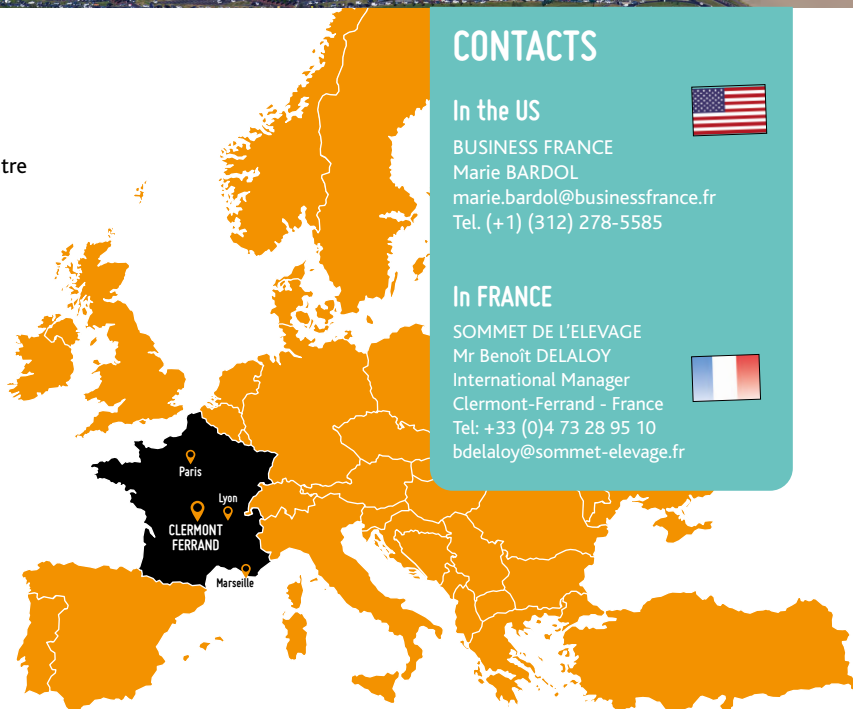 tre
CONTACTS
In the US
BUSINESS FRANCE
Marie BARDOL
marie.bardol@businessfrance.fr
Tel. (+1) (312) 278-5585
In FRANCE
SOMMET DE L'ELEVAGE
Mr Benoît DELALOY
International Manager
Clermont-Ferrand - France
Tel: +33 (0)4 73 28 95 10
bdelaloy@sommet-elevage.fr
Paris
Lyon
CLERMONT
FERRAND
Marseille